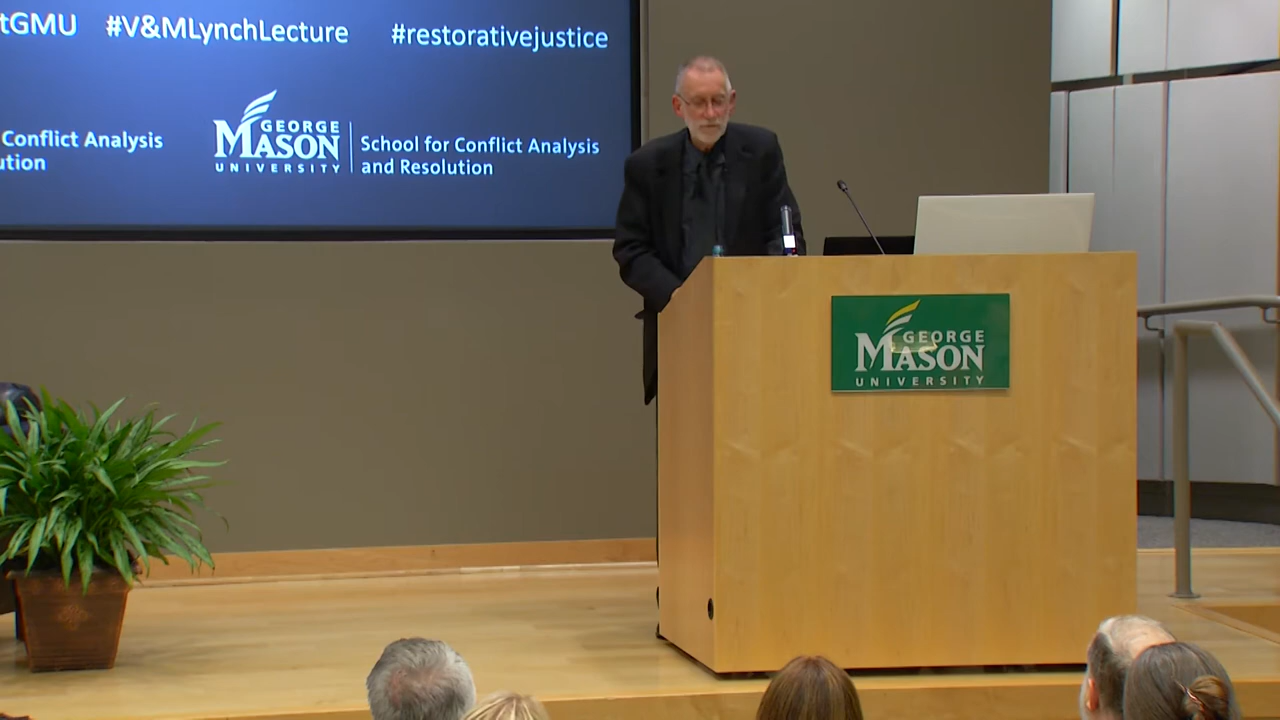 tGMU #V&MLynchLecture #restorativejustice
Conflict Analysis
ution
GEORGE
MASON
UNIVERSITY
School for Conflict Analysis
and Resolution
GEORGE
MASON
UNIVERSITY